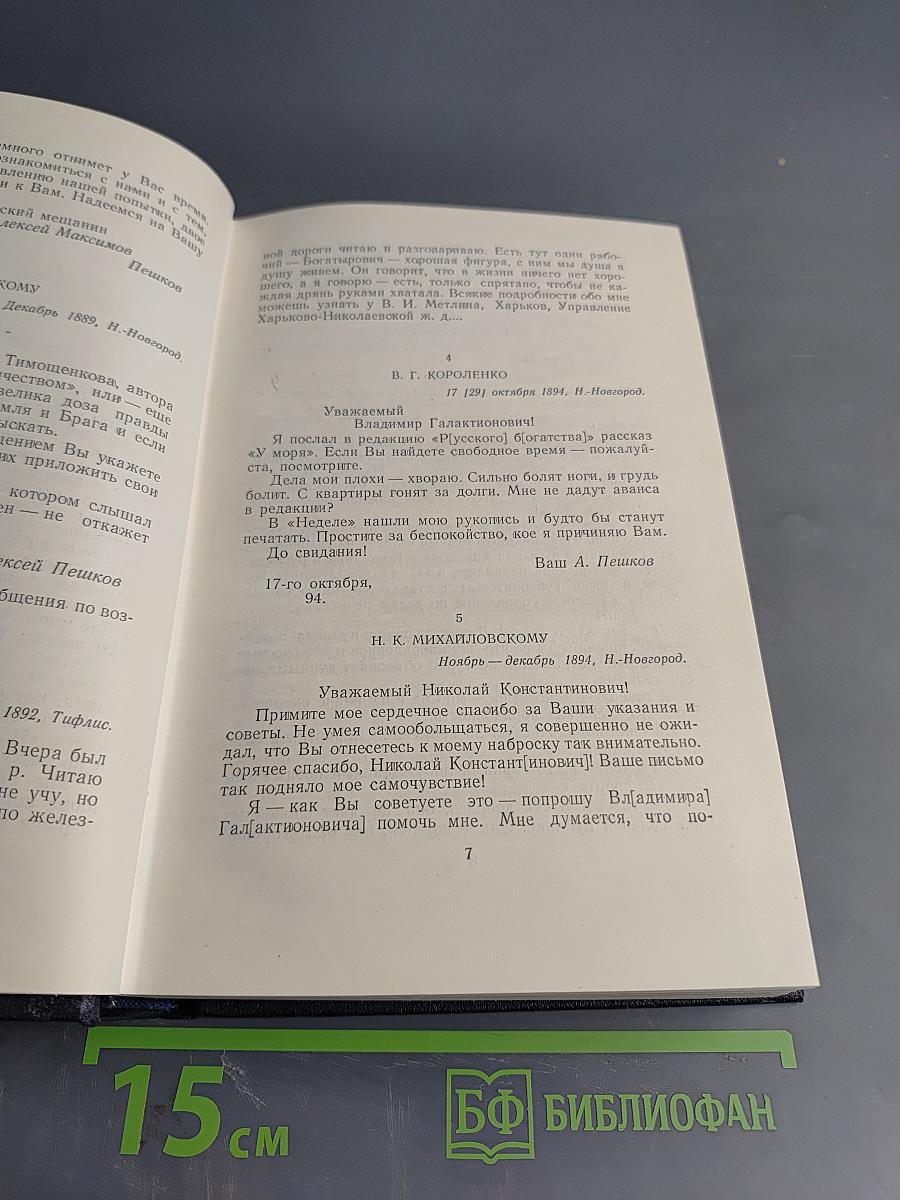 емного отнимет у Вас время.
ознакомиться с нами и с тем,
влению нашей попытки, двое
и к Вам. Надеемся на Вашу
ский мещанин
лексей Максимов
Пешков
СКОМУ
Декабрь 1889, Н.-Новгород.
Тимошенкова, автора
ичеством», или — еще
велика доза правды
мля и Брага и если
ыскать.
щением Вы укажете
их приложить свои
котором слышал
ен — не откажет
ексей Пешков
бщения по воз-
1892, Тифлис.
Вчера был
р. Читаю
не учу, но
по желез-
ной дороги читаю и разговариваю. Есть тут один рабо-
чий — Богатырович — хорошая фигура, с ним мы душа в
душу живем. Он говорит, что в жизни ничего нет хоро-
шего, а я говорю — есть, только спрятано, чтобы не ка-
ждая дрянь руками хватала. Всякие подробности обо мне
можешь узнать у В. И. Метлина, Харьков, Управление
Харьково-Николаевской ж. д....
4
В. Г. КОРОЛЕНКО
17 [29] октября 1894, Н.-Новгород.
Уважаемый
Владимир Галактионович!
Я послал в редакцию «Р[усского] б[огатства]» рассказ
«У моря». Если Вы найдете свободное время — пожалуй-
ста, посмотрите.
Дела мои плохи — хвораю. Сильно болят ноги, и грудь
болит. С квартиры гонят за долги. Мне не дадут аванса
в редакции?
В «Неделе» нашли мою рукопись и будто бы станут
печатать. Простите за беспокойство, кое я причиняю Вам.
До свидания!
Ваш А. Пешков
17-го октября,
94.
5
Н. К. МИХАЙЛОВСКОМУ
Ноябрь — декабрь 1894, Н.-Новгород.
Уважаемый Николай Константинович!
Примите мое сердечное спасибо за Ваши указания и
советы. Не умея самообольщаться, я совершенно не ожи-
дал, что Вы отнесетесь к моему наброску так внимательно.
Горячее спасибо, Николай Констант[инович]! Ваше письмо
так подняло мое самочувствие!
Я — как Вы советуете это — попрошу Вл[адимира]
Гал[актионовича] помочь мне. Мне думается, что по-
7
15 см
БФ БИБЛИОФАН